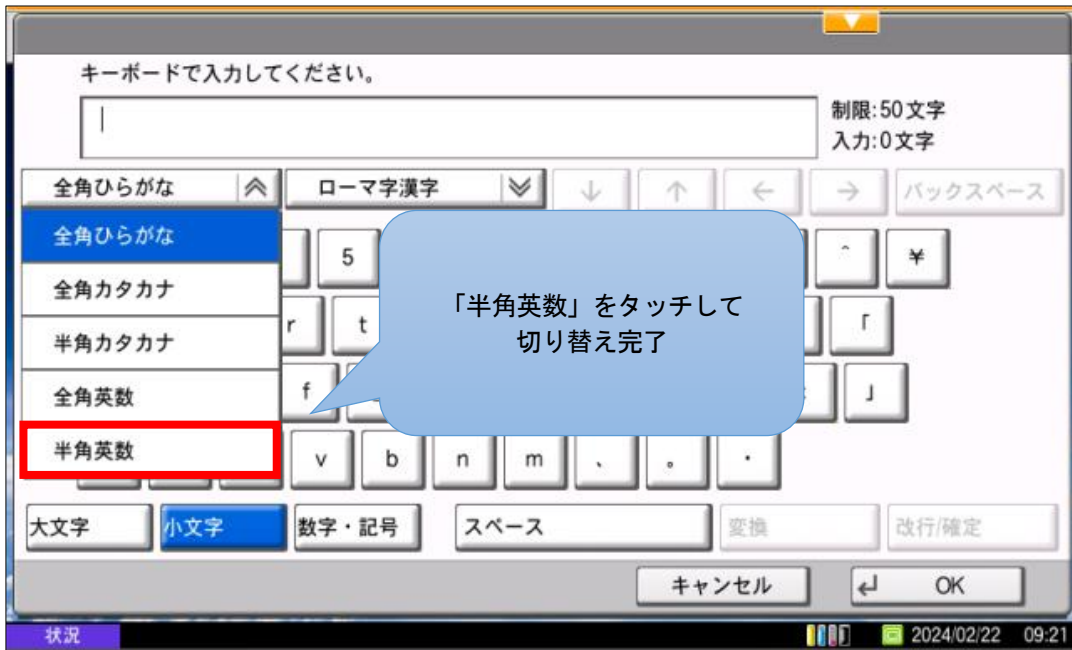 キーボードで入力してください。
制限:50文字
入力:0文字
全角ひらがな
ローマ字漢字
↓ ↑ ← →
バックスペース
全角ひらがな
全角カタカナ
半角カタカナ
全角英数
半角英数
5 ^ ¥
r t 「
f 」
v b n m 、 。 ・
「半角英数」をタッチして
切り替え完了
大文字 小文字 数字・記号 スペース 変換 改行/確定
キャンセル OK
状況 2024/02/22 09:21